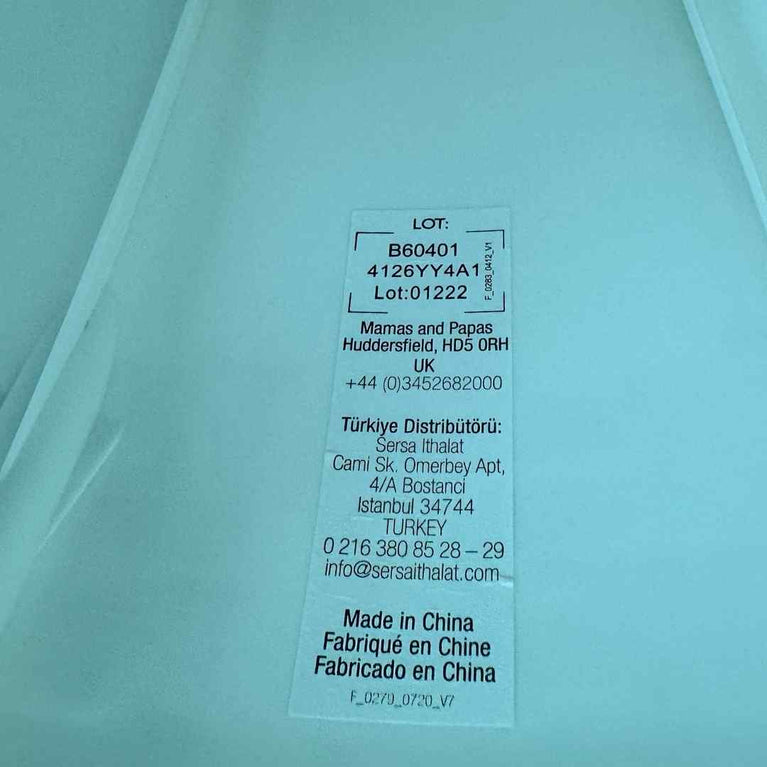 LOT:
B60401
4126YY4A1
Lot:01222
F_0283_0412_V1
Mamas and Papas
Huddersfield, HD5 0RH
UK
+44 (0)3452682000
Türkiye Distribütörü:
Sersa Ithalat
Cami Sk. Omerbey Apt,
4/A Bostanci
Istanbul 34744
TURKEY
0 216 380 85 28 – 29
info@sersaithalat.com
Made in China
Fabriqué en Chine
Fabricado en China
F_0270_0720_V7